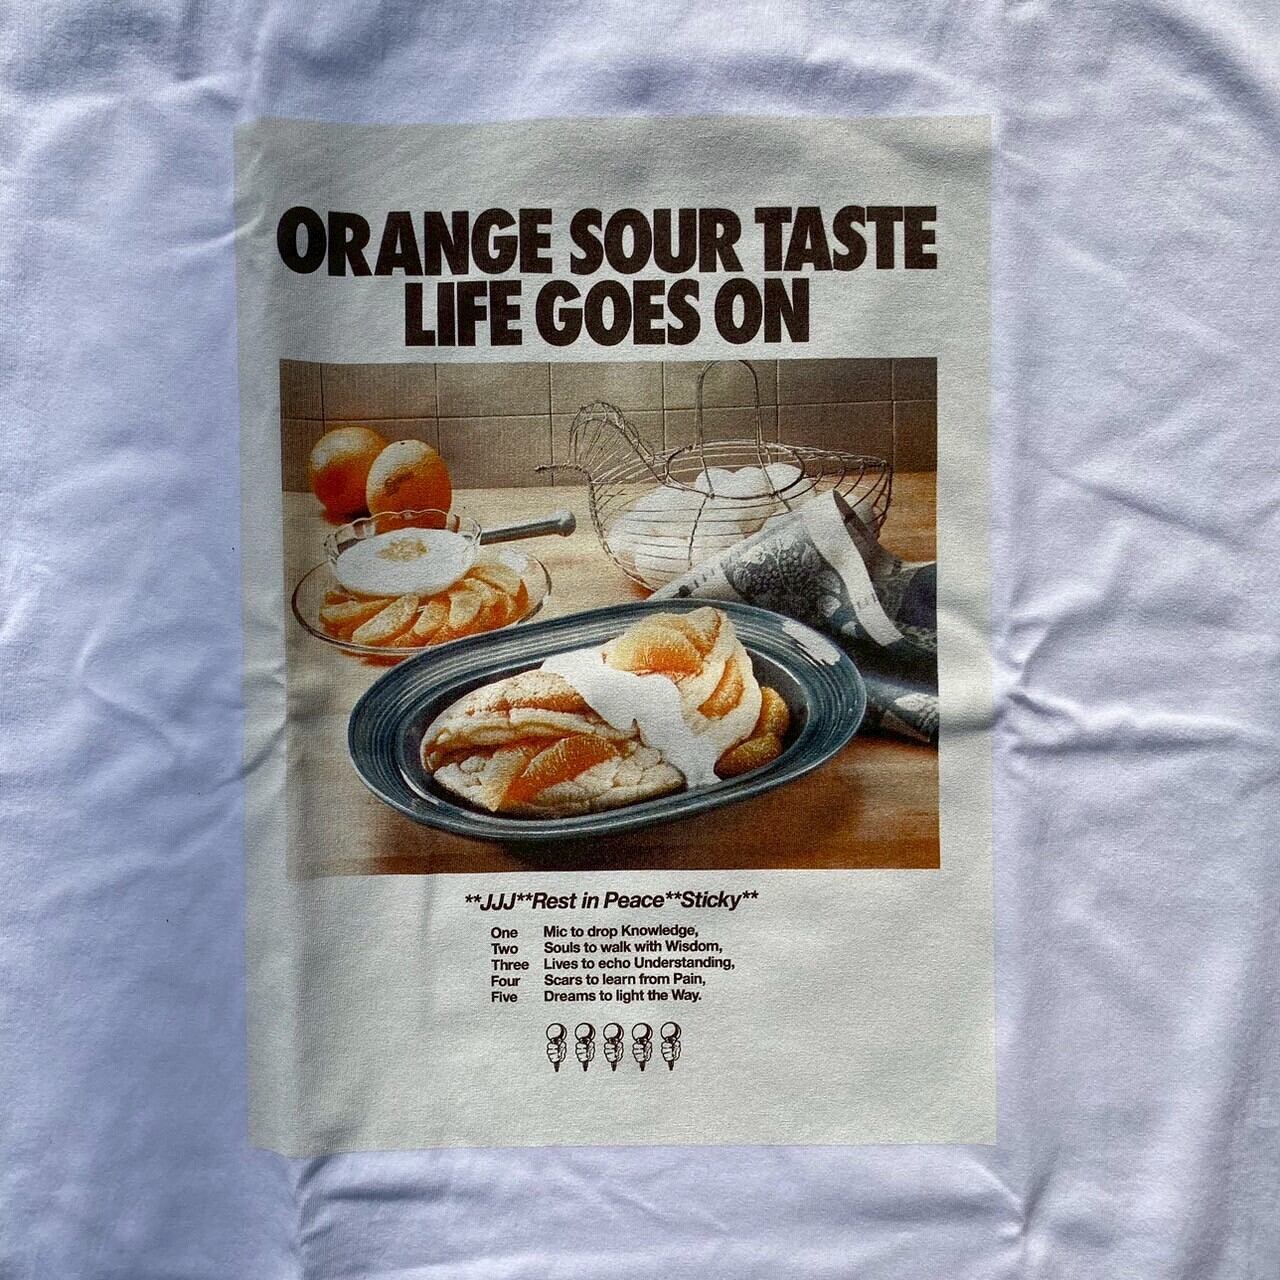 ORANGE SOUR TASTE
LIFE GOES ON
**JJJ**Rest in Peace**Sticky**
One Mic to drop Knowledge,
Two Souls to walk with Wisdom,
Three Lives to echo Understanding,
Four Scars to learn from Pain,
Five Dreams to light the Way.